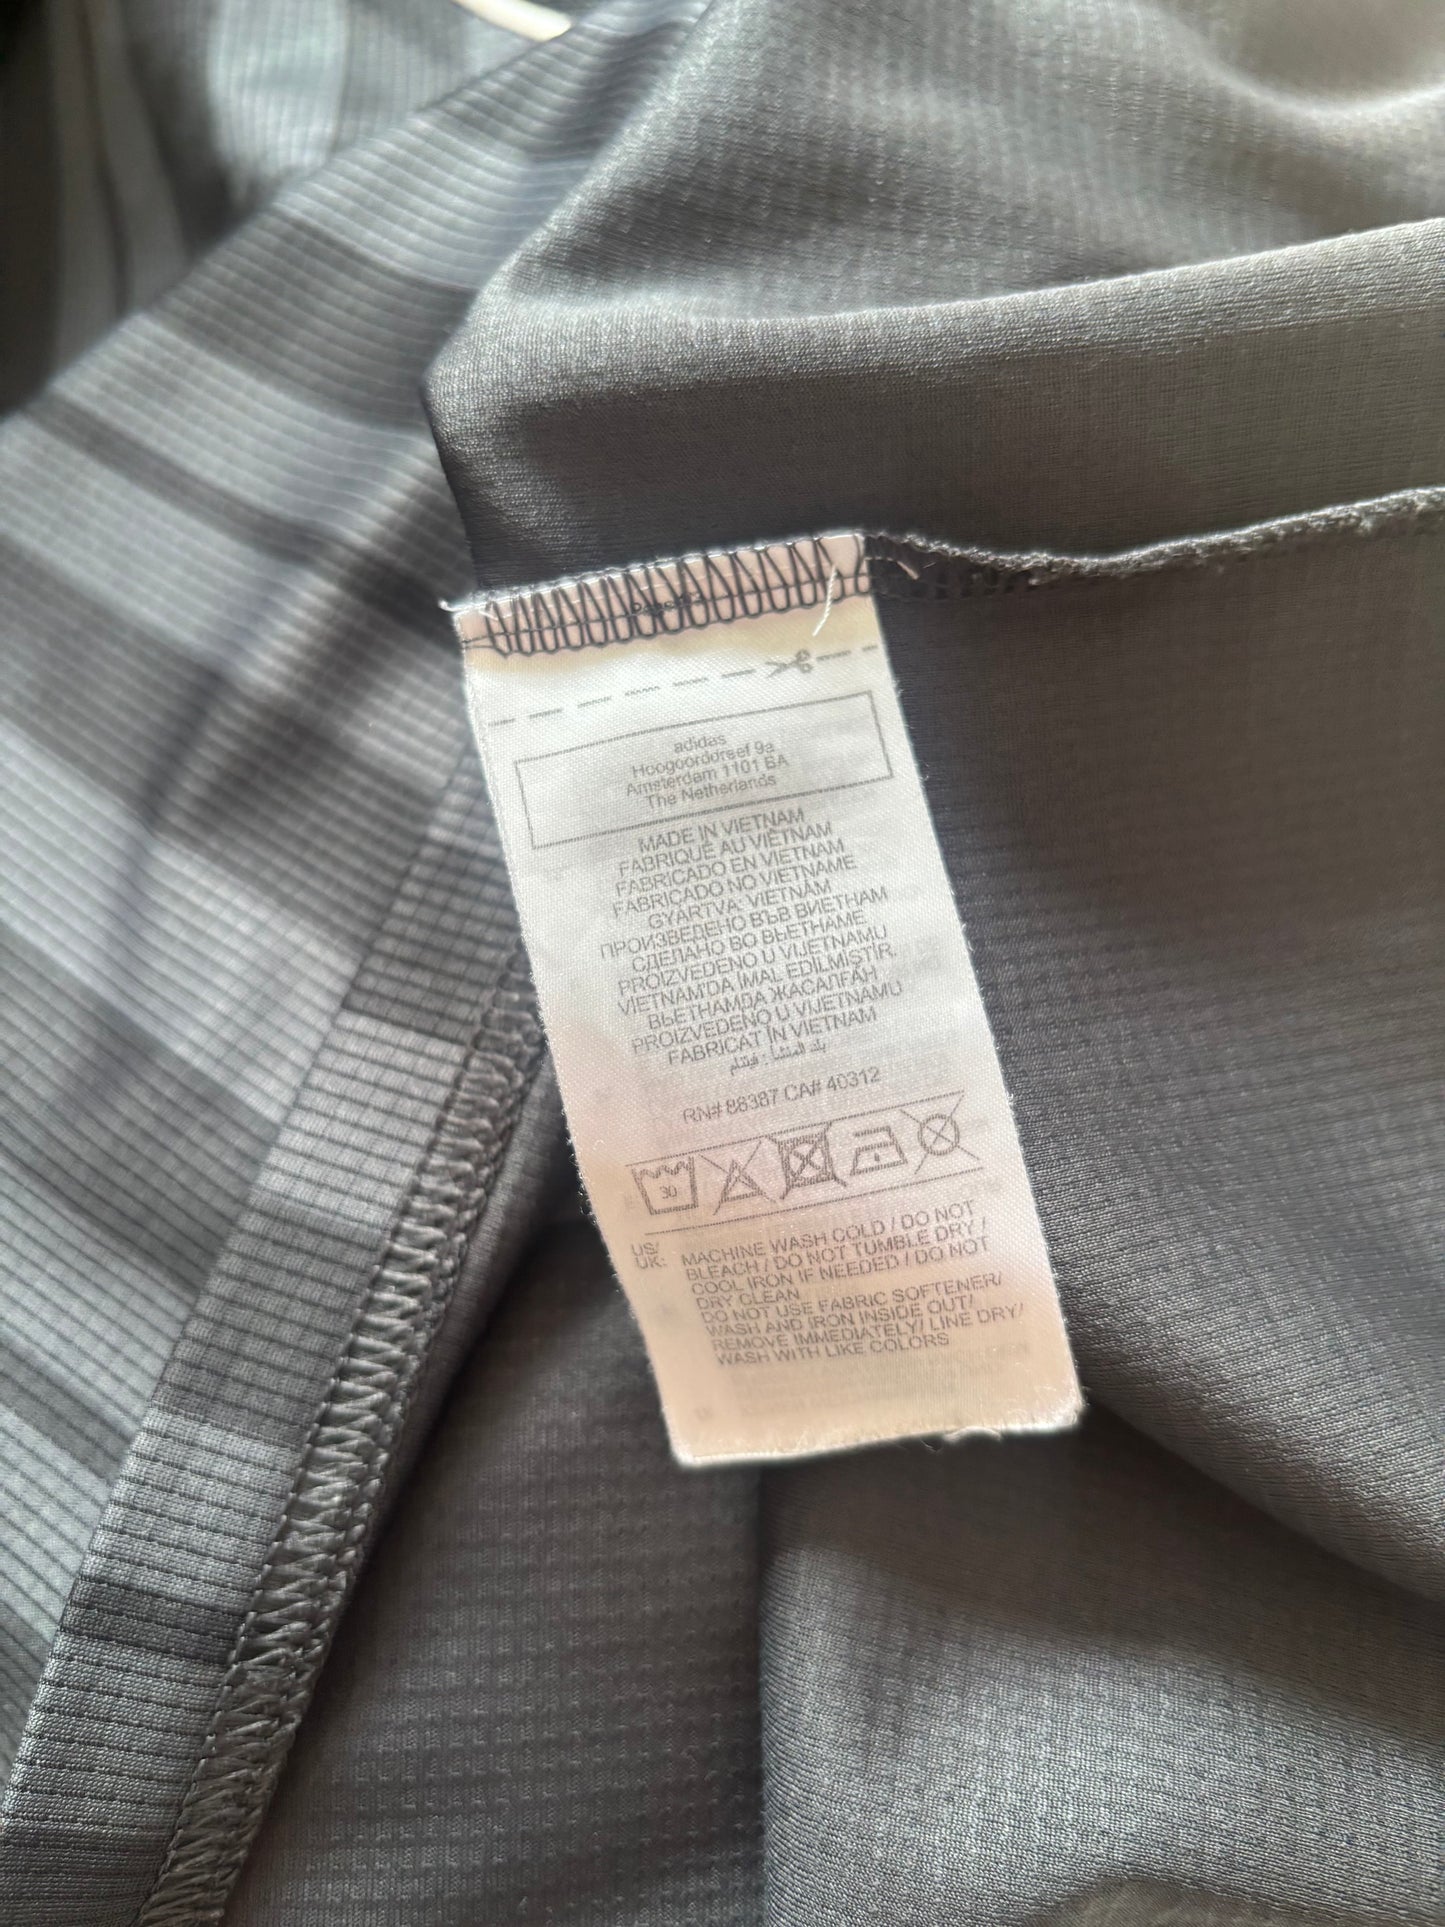 adidas
Hoogoorddreef 9a
Amsterdam 1101 BA
The Netherlands
MADE IN VIETNAM
FABRIQUÉ AU VIÊTNAM
FABRICADO EN VIETNAM
FABRICADO NO VIETNAME
GYÁRTVA: VIETNÁM
ПРОИЗВЕДЕНО ВЪВ ВИЕТНАМ
СДЕЛАНО ВО ВЬЕТНАМЕ
PROIZVEDENO U VIJETNAMU
VIETNAM'DA İMAL EDİLMİŞTİR.
ВЬЕТНАМДА ЖАСАЛҒАН
PROIZVEDENO U VIJETNAMU
FABRICAT ÎN VIETNAM
بلد المنشأ : فيتنام
RN# 88387 CA# 40312
30
US/
UK:
MACHINE WASH COLD / DO NOT
BLEACH / DO NOT TUMBLE DRY /
COOL IRON IF NEEDED / DO NOT
DRY CLEAN
DO NOT USE FABRIC SOFTENER/
WASH AND IRON INSIDE OUT/
REMOVE IMMEDIATELY/ LINE DRY/
WASH WITH LIKE COLORS